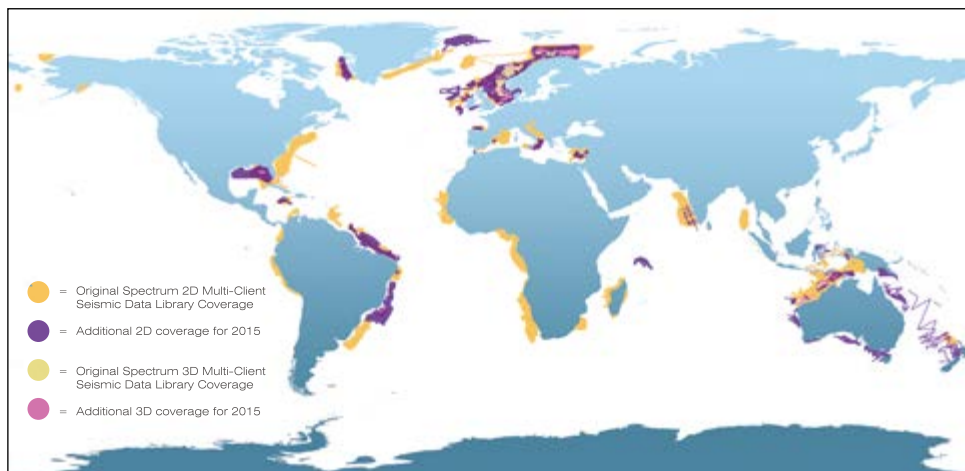 = Original Spectrum 2D Multi-Client
Seismic Data Library Coverage
= Additional 2D coverage for 2015
= Original Spectrum 3D Multi-Client
Seismic Data Library Coverage
= Additional 3D coverage for 2015